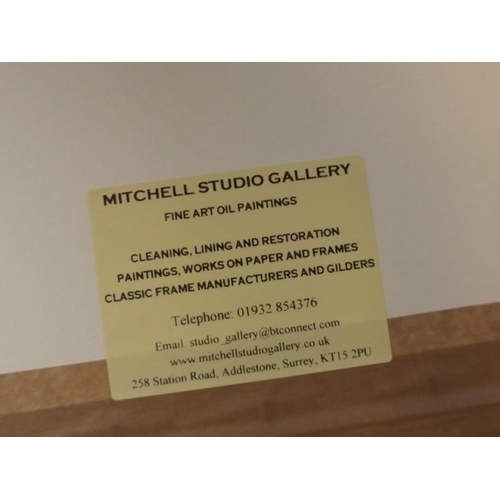 MITCHELL STUDIO GALLERY
FINE ART OIL PAINTINGS
CLEANING, LINING AND RESTORATION
PAINTINGS, WORKS ON PAPER AND FRAMES
CLASSIC FRAME MANUFACTURERS AND GILDERS
Telephone: 01932 854376
Email. studio_gallery@btconnect.com
www.mitchellstudiogallery.co.uk
258 Station Road, Addlestone, Surrey, KT15 2PU